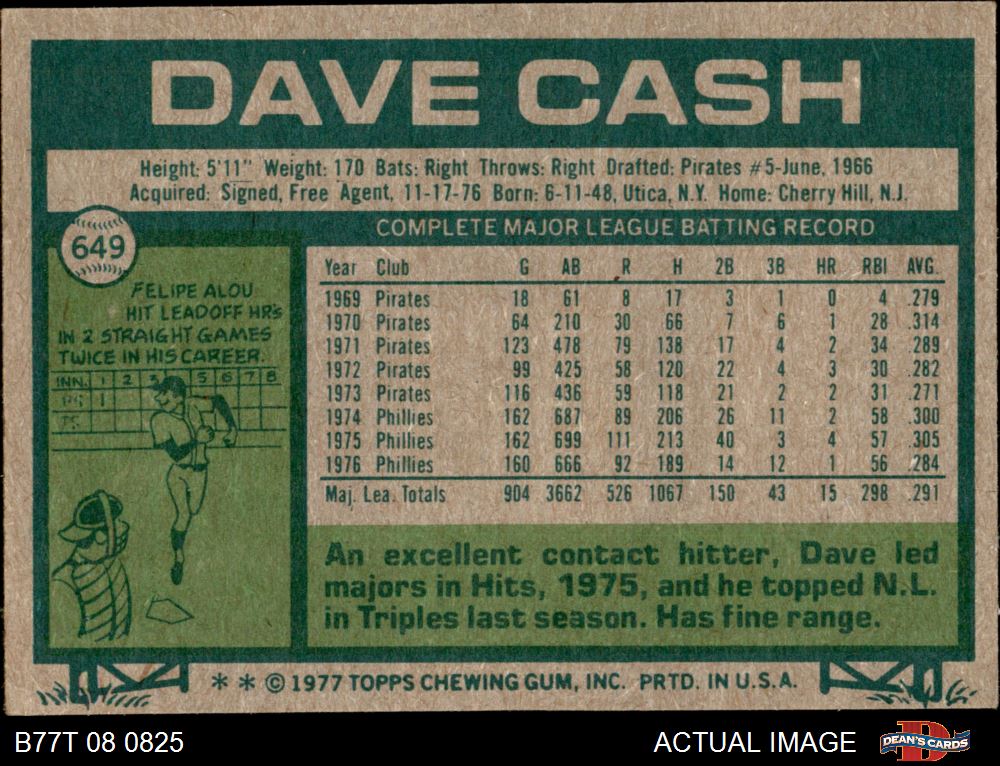 DAVE CASH
Height: 5'11" Weight: 170 Bats: Right Throws: Right Drafted: Pirates #5-June, 1966
Acquired: Signed, Free Agent, 11-17-76 Born: 6-11-48, Utica, N.Y. Home: Cherry Hill, N.J.
649
FELIPE ALOU
HIT LEADOFF HR's
IN 2 STRAIGHT GAMES
TWICE IN HIS CAREER.
INN. 1 2 3 5 6 7 8
COMPLETE MAJOR LEAGUE BATTING RECORD
Year Club G AB R H 2B 3B HR RBI AVG.
1969 Pirates 18 61 8 17 3 1 0 4 .279
1970 Pirates 64 210 30 66 7 6 1 28 .314
1971 Pirates 123 478 79 138 17 4 2 34 .289
1972 Pirates 99 425 58 120 22 4 3 30 .282
1973 Pirates 116 436 59 118 21 2 2 31 .271
1974 Phillies 162 687 89 206 26 11 2 58 .300
1975 Phillies 162 699 111 213 40 3 4 57 .305
1976 Phillies 160 666 92 189 14 12 1 56 .284
Maj. Lea. Totals 904 3662 526 1067 150 43 15 298 .291
An excellent contact hitter, Dave led
majors in Hits, 1975, and he topped N.L.
in Triples last season. Has fine range.
* * © 1977 TOPPS CHEWING GUM, INC. PRTD. IN U.S.A.
B77T 08 0825
ACTUAL IMAGE
DEAN'S CARDS